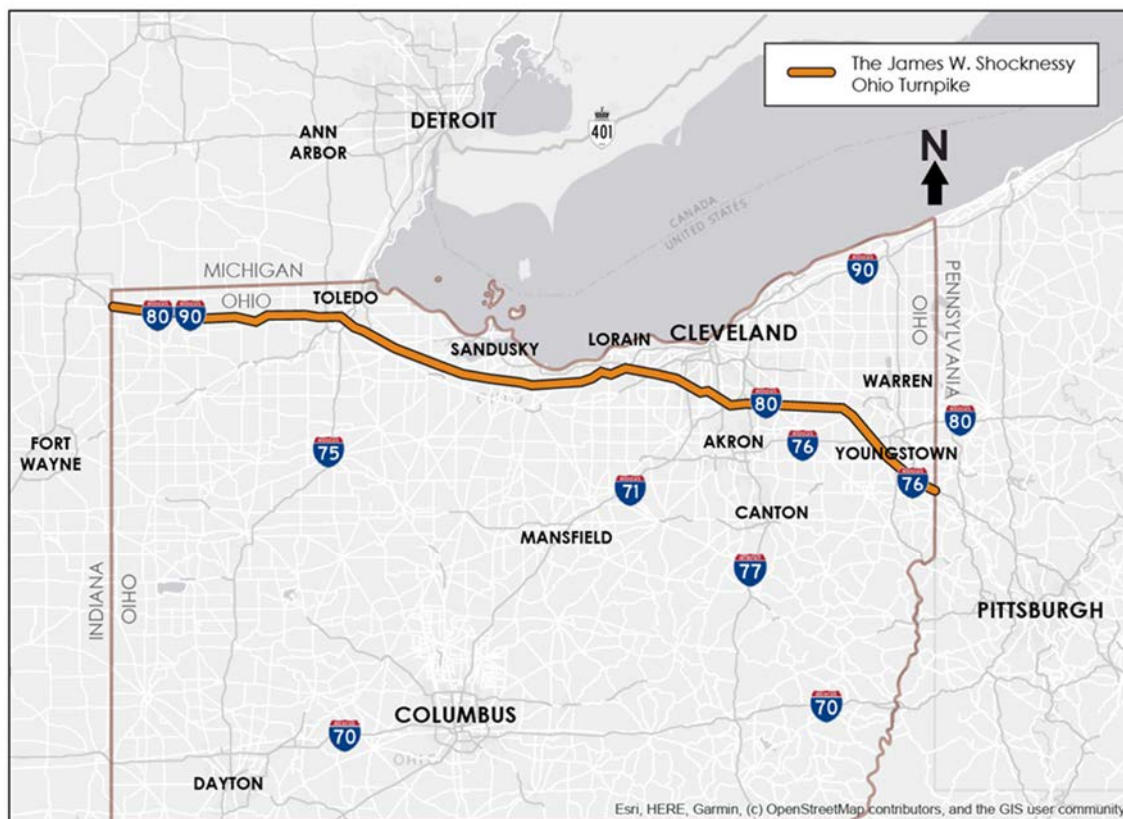 The James W. Shocknessy
Ohio Turnpike
DETROIT
401
ANN
ARBOR
N
CANADA
UNITED STATES
MICHIGAN
OHIO
90
TOLEDO
80
90
OHIO
PENNSYLVANIA
SANDUSKY
LORAIN
CLEVELAND
WARREN
80
80
FORT
WAYNE
75
AKRON
76
YOUNGSTOWN
76
71
CANTON
MANSFIELD
77
INDIANA
OHIO
PITTSBURGH
COLUMBUS
70
70
OHIO
DAYTON
Esri, HERE, Garmin, (c) OpenStreetMap contributors, and the GIS user community